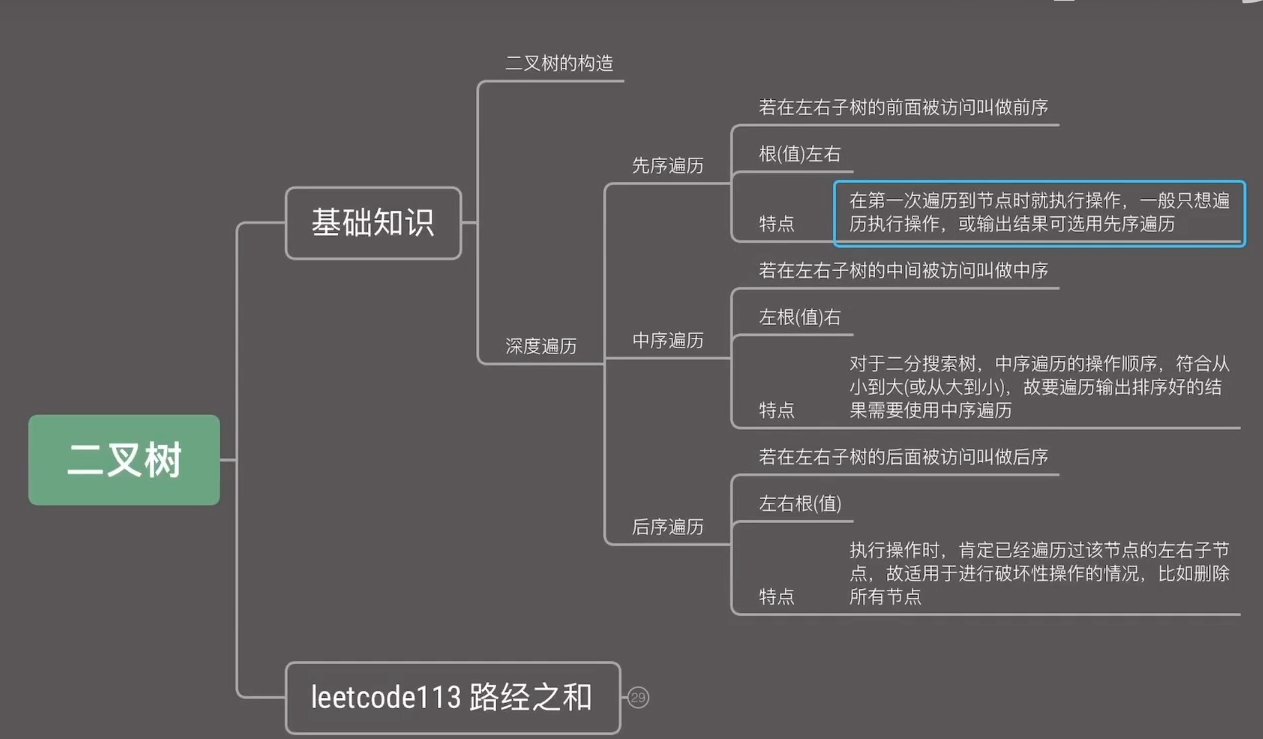 二叉树
基础知识
二叉树的构造
深度遍历
先序遍历
若在左右子树的前面被访问叫做前序
根(值)左右
特点
在第一次遍历到节点时就执行操作，一般只想遍
历执行操作，或输出结果可选用先序遍历
中序遍历
若在左右子树的中间被访问叫做中序
左根(值)右
特点
对于二分搜索树，中序遍历的操作顺序，符合从
小到大(或从大到小)，故要遍历输出排序好的结
果需要使用中序遍历
后序遍历
若在左右子树的后面被访问叫做后序
左右根(值)
特点
执行操作时，肯定已经遍历过该节点的左右子节
点，故适用于进行破坏性操作的情况，比如删除
所有节点
leetcode113 路经之和
29